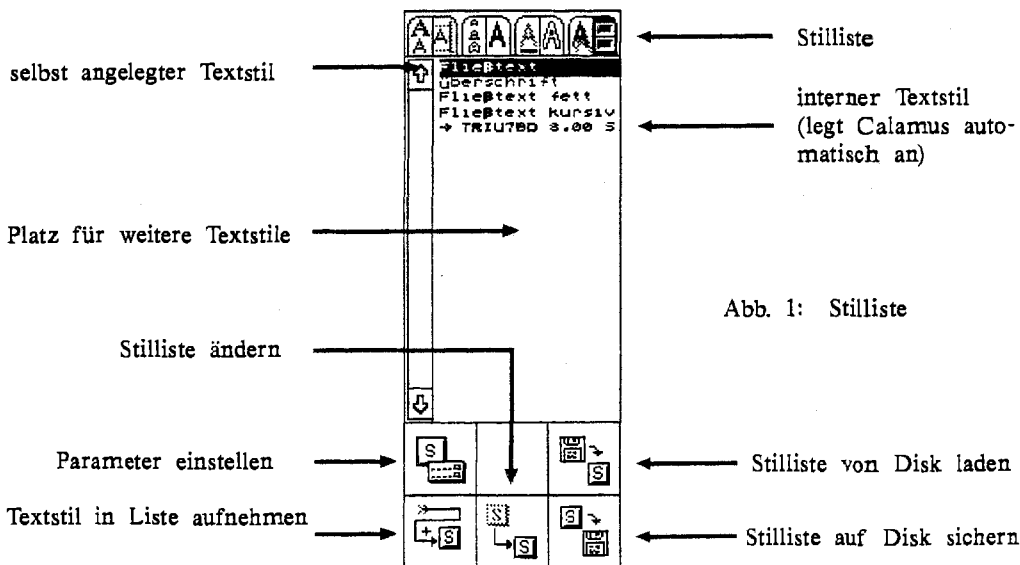 Stilliste
selbst angelegter Textstil
Fließtext
überschrift
Fließtext fett
Fließtext kursiv
→ TRIU7BD 8.00 S
interner Textstil
(legt Calamus auto-
matisch an)
Platz für weitere Textstile
Abb. 1: Stilliste
Stilliste ändern
Parameter einstellen
Stilliste von Disk laden
Textstil in Liste aufnehmen
Stilliste auf Disk sichern